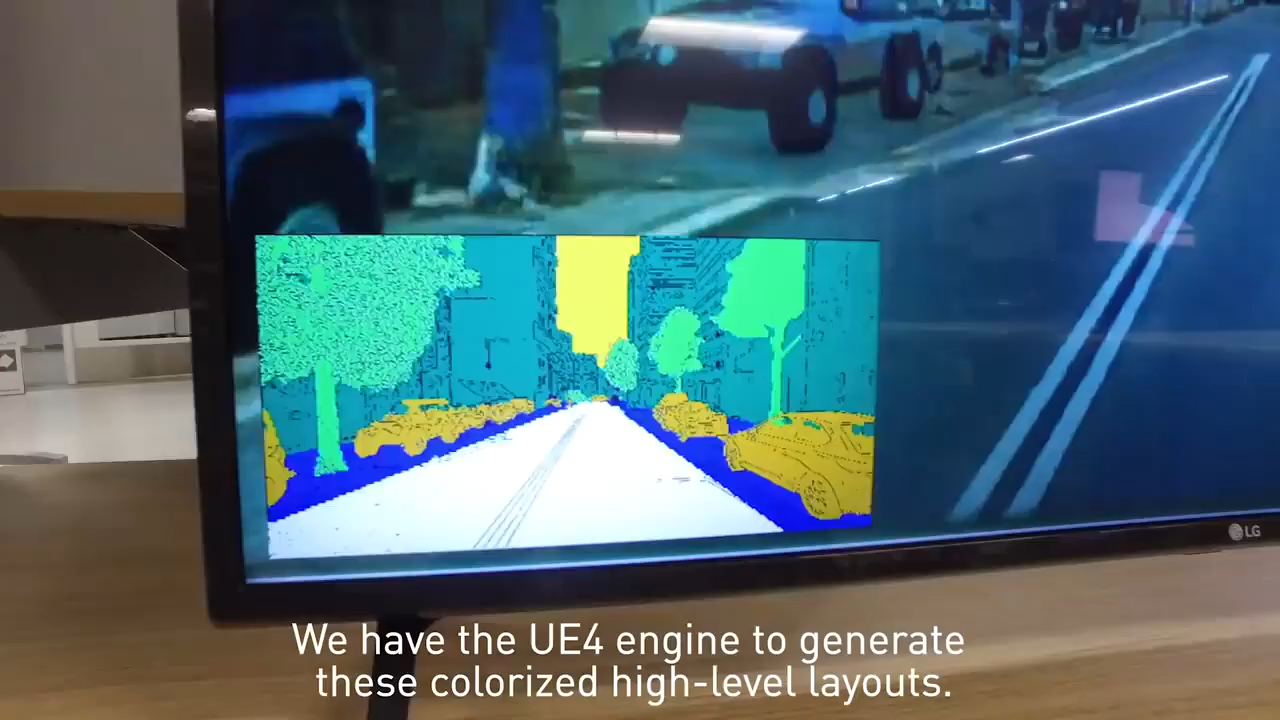 LG
We have the UE4 engine to generate
these colorized high-level layouts.